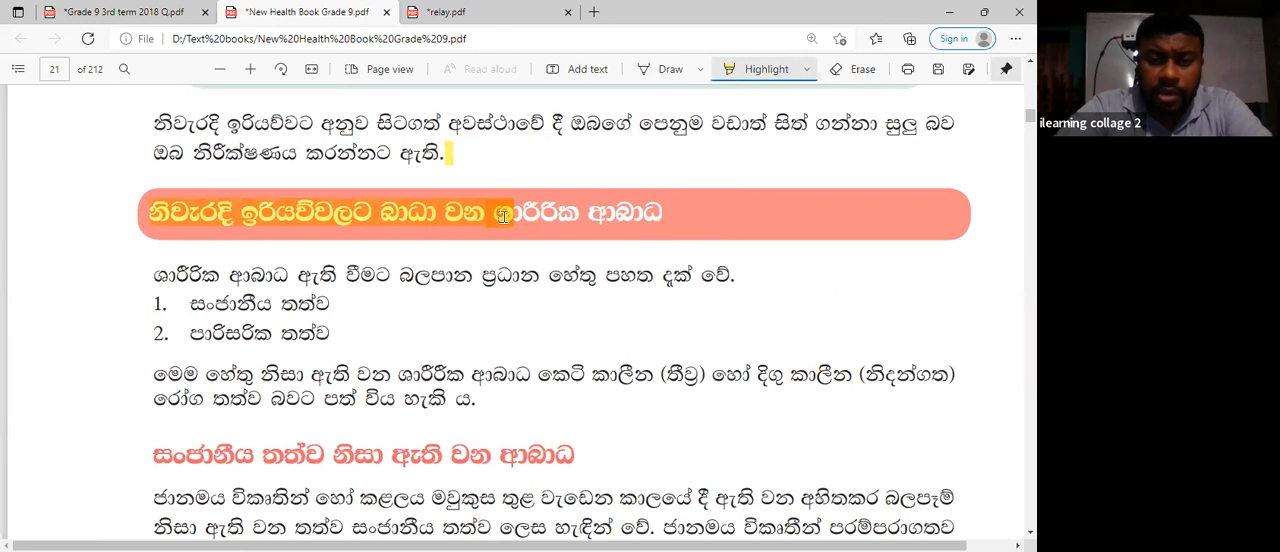 *Grade 9 3rd term 2018 Q.pdf
*New Health Book Grade 9.pdf
*relay.pdf
File
D:/Text%20books/New%20Health%20Book%20Grade%209.pdf
Sign in
21 of 212
Page view
Read aloud
Add text
Draw
Highlight
Erase
නිවැරදි ඉරියව්වට අනුව සිටගත් අවස්ථාවේ දී ඔබගේ පෙනුම වඩාත් සිත් ගන්නා සුලු බව
ඔබ නිරීක්ෂණය කරන්නට ඇති.
නිවැරදි ඉරියව්වලට බාධා වන ශාරීරික ආබාධ
ශාරීරික ආබාධ ඇති වීමට බලපාන ප්‍රධාන හේතු පහත දැක් වේ.
1. සංජානීය තත්ව
2. පාරිසරික තත්ව
මෙම හේතු නිසා ඇති වන ශාරීරීක ආබාධ කෙටි කාලීන (තීව්‍ර) හෝ දිගු කාලීන (නිදන්ගත)
රෝග තත්ව බවට පත් විය හැකි ය.
සංජානීය තත්ව නිසා ඇති වන ආබාධ
ජානමය විකෘතින් හෝ කළලය මවුකුස තුළ වැඩෙන කාලයේ දී ඇති වන අහිතකර බලපෑම්
නිසා ඇති වන තත්ව සංජානීය තත්ව ලෙස හැඳින් වේ. ජානමය විකෘතීන් පරම්පරාගතව
ilearning collage 2